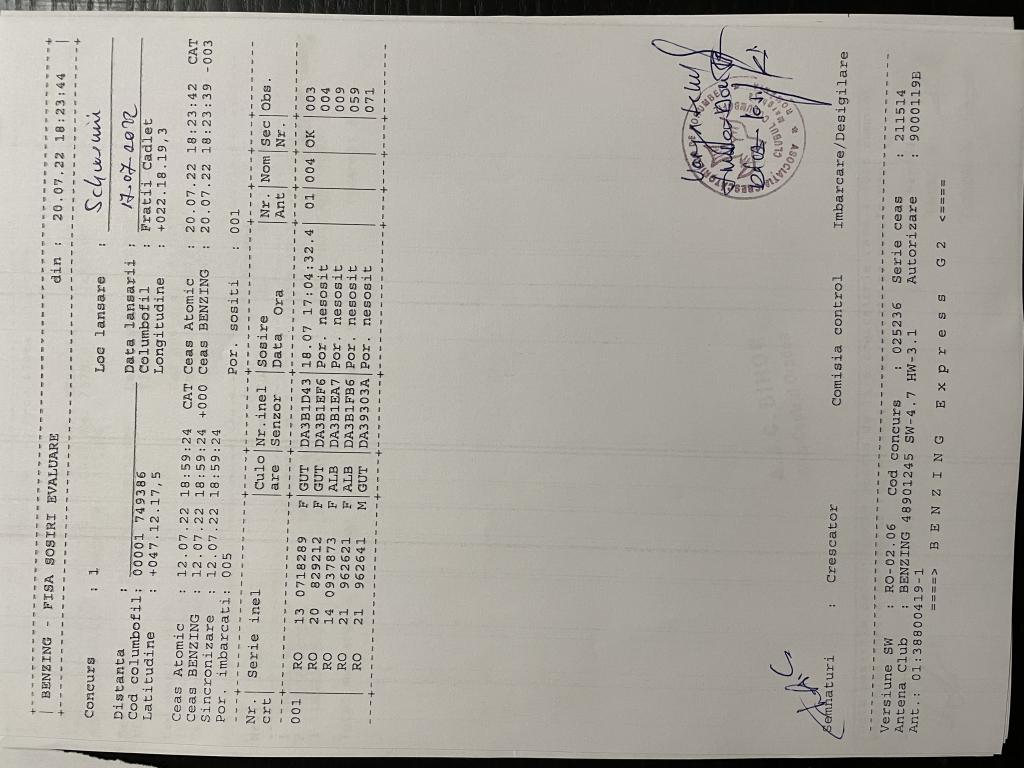 | BENZING - FISA SOSIRI EVALUARE din : 20.07.22 18:23:44 |
Concurs : 1 Loc lansare :
Distanta : Data lansarii : 17-07-2022
Cod columbofil: 00001 749386 Columbofil : Fratii Cadlet
Latitudine : +047.12.17,5 Longitudine : +022.18.19,3
Ceas Atomic : 12.07.22 18:59:24 CAT Ceas Atomic : 20.07.22 18:23:42 CAT
Ceas BENZING : 12.07.22 18:59:24 +000 Ceas BENZING : 20.07.22 18:23:39 -003
Sincronizare : 12.07.22 18:59:24
Por. imbarcati: 005 Por. sositi : 001
Nr. | Serie inel |Culo|Nr.inel |Sosire |Nr. |Nom|Sec|Obs.
crt| |are |Senzor |Data Ora |Ant| |Nr.|
001 | RO 13 0718289 F|GUT |DA3B1D43|18.07 17:04:32.4| 01|004|OK |003
| RO 20 829212 F|GUT |DA3B1EF6|Por. nesosit | | | |004
| RO 14 0937873 F|ALB |DA3B1EA7|Por. nesosit | | | |009
| RO 21 962621 F|ALB |DA3B1FB6|Por. nesosit | | | |059
| RO 21 962641 M|GUT |DA39303A|Por. nesosit | | | |071
Semnaturi : Crescator Comisia control Imbarcare/Desigilare
Versiune SW : RO-02.06 Cod concurs : 025236 Serie ceas : 211514
Antena Club : BENZING 48901245 SW-4.7 HW-3.1 Autorizare : 9000119E
Ant.: 01:38800419-1
====> B E N Z I N G E x p r e s s G 2 <====